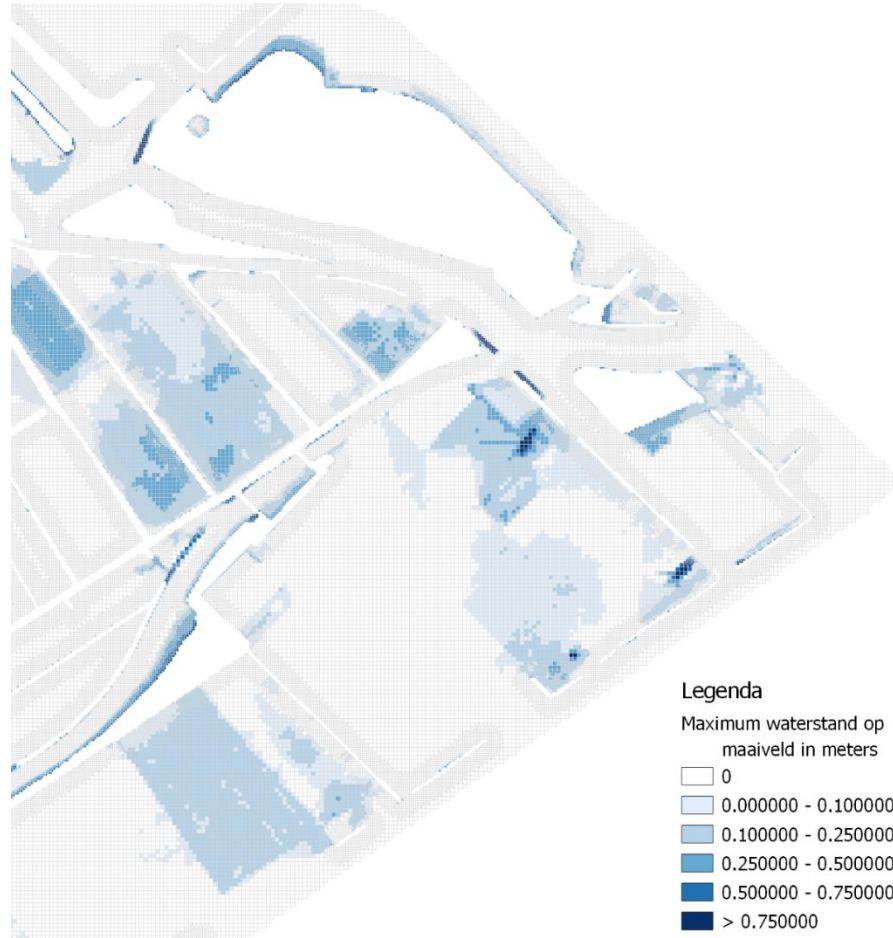 Legenda
Maximum waterstand op
maaiveld in meters
0
0.000000 - 0.100000
0.100000 - 0.250000
0.250000 - 0.500000
0.500000 - 0.750000
> 0.750000